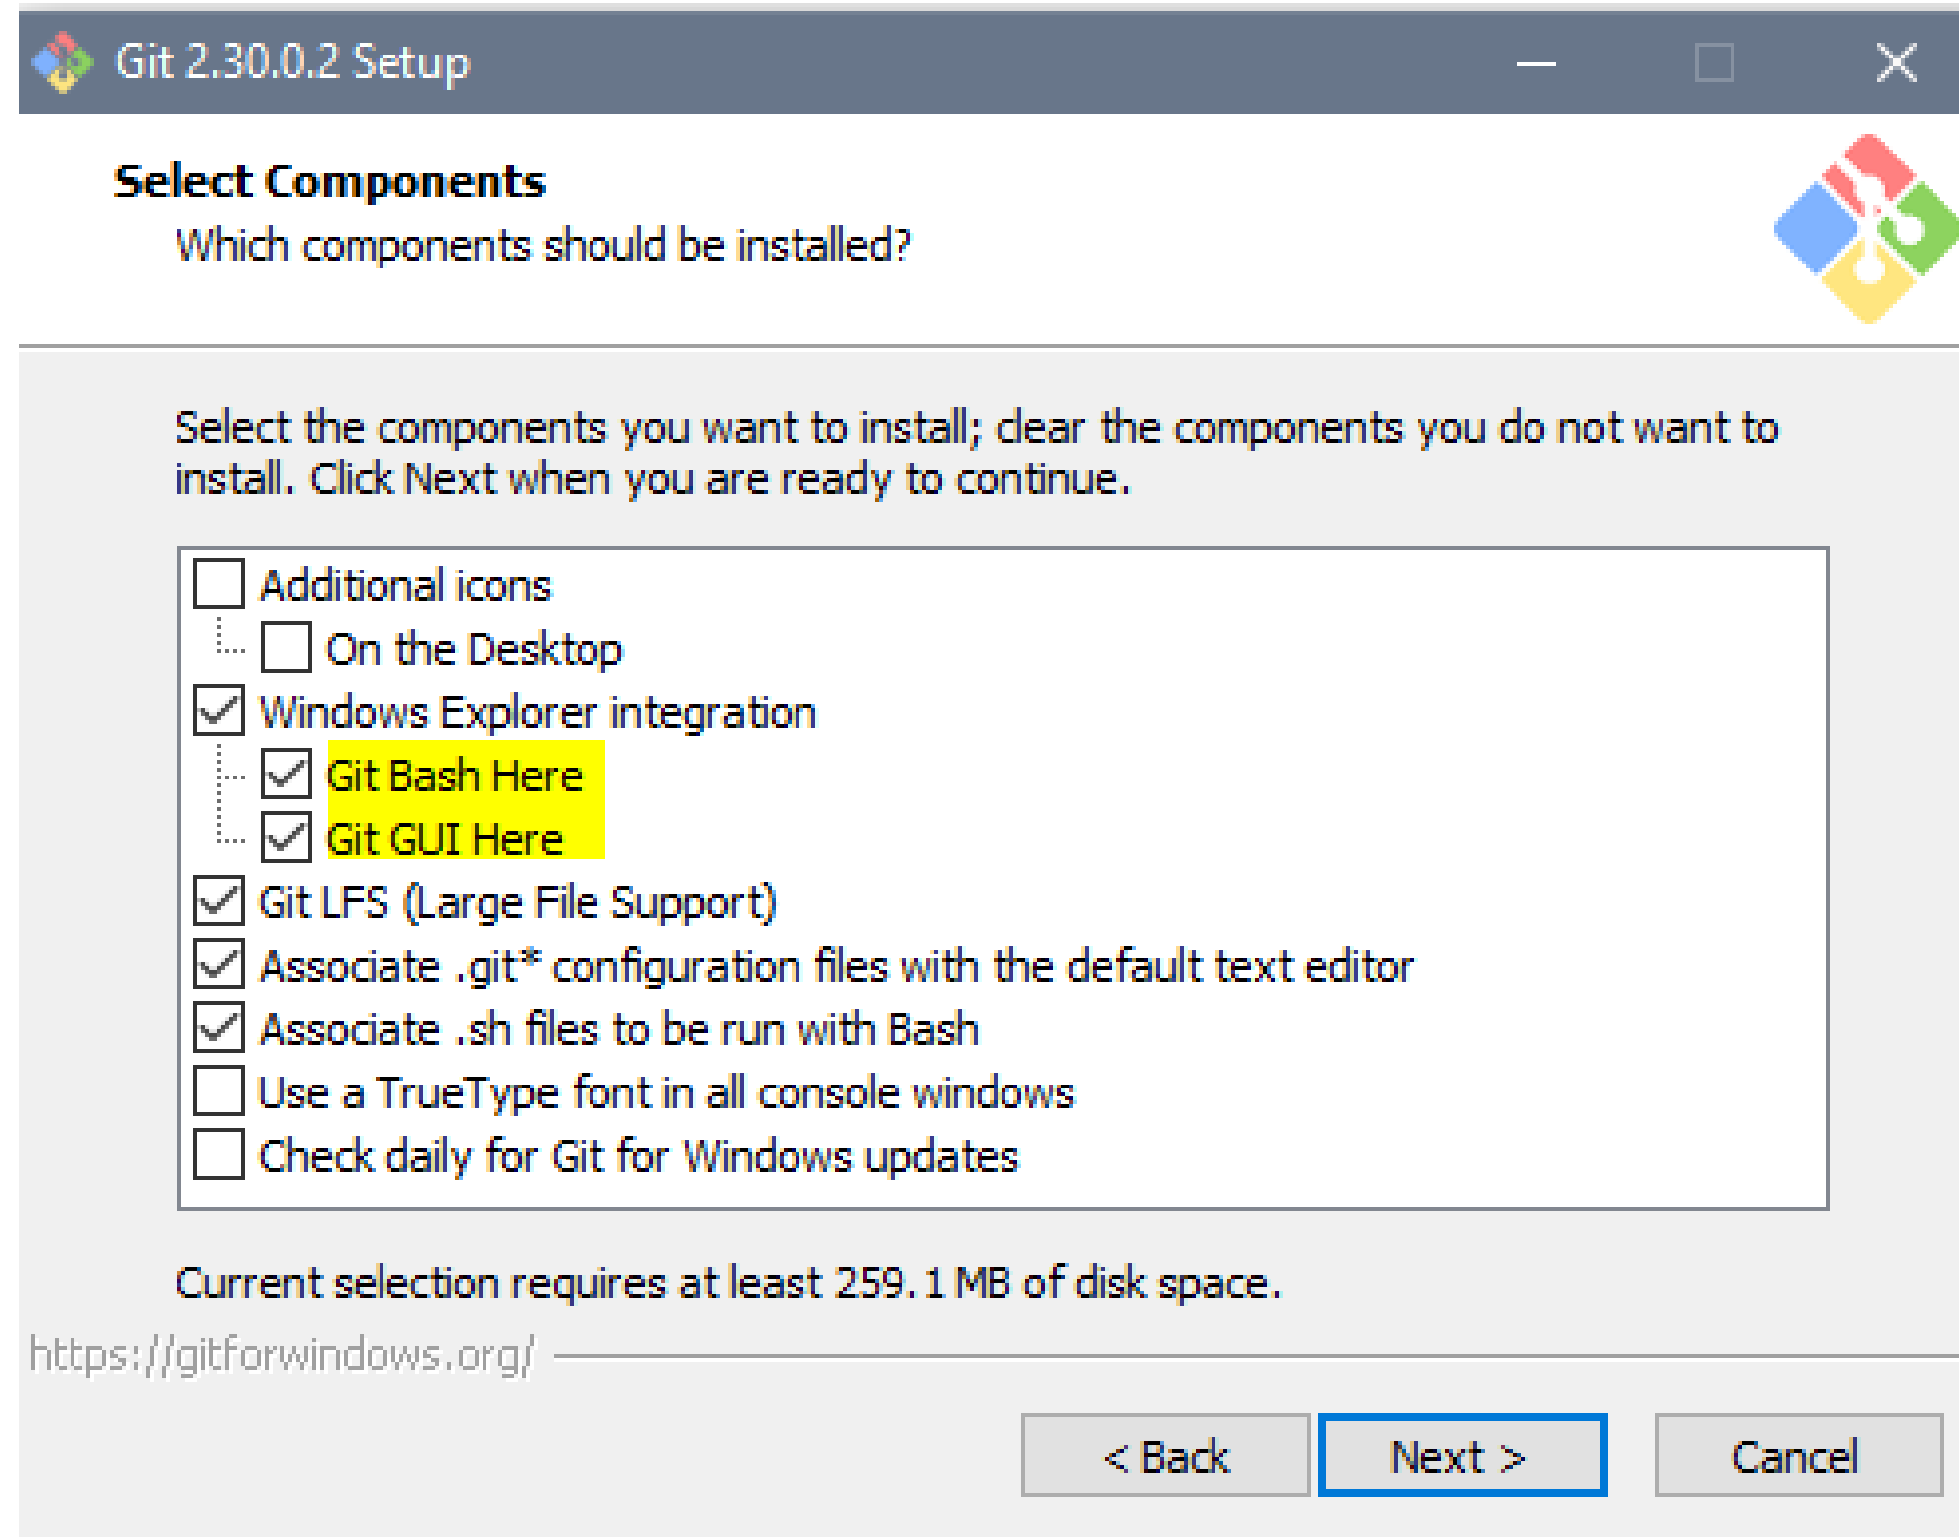 Git 2.30.0.2 Setup
Select Components
Which components should be installed?
Select the components you want to install; clear the components you do not want to
install. Click Next when you are ready to continue.
Additional icons
On the Desktop
Windows Explorer integration
Git Bash Here
Git GUI Here
Git LFS (Large File Support)
Associate .git* configuration files with the default text editor
Associate .sh files to be run with Bash
Use a TrueType font in all console windows
Check daily for Git for Windows updates
Current selection requires at least 259.1 MB of disk space.
https://gitforwindows.org/
< Back Next > Cancel